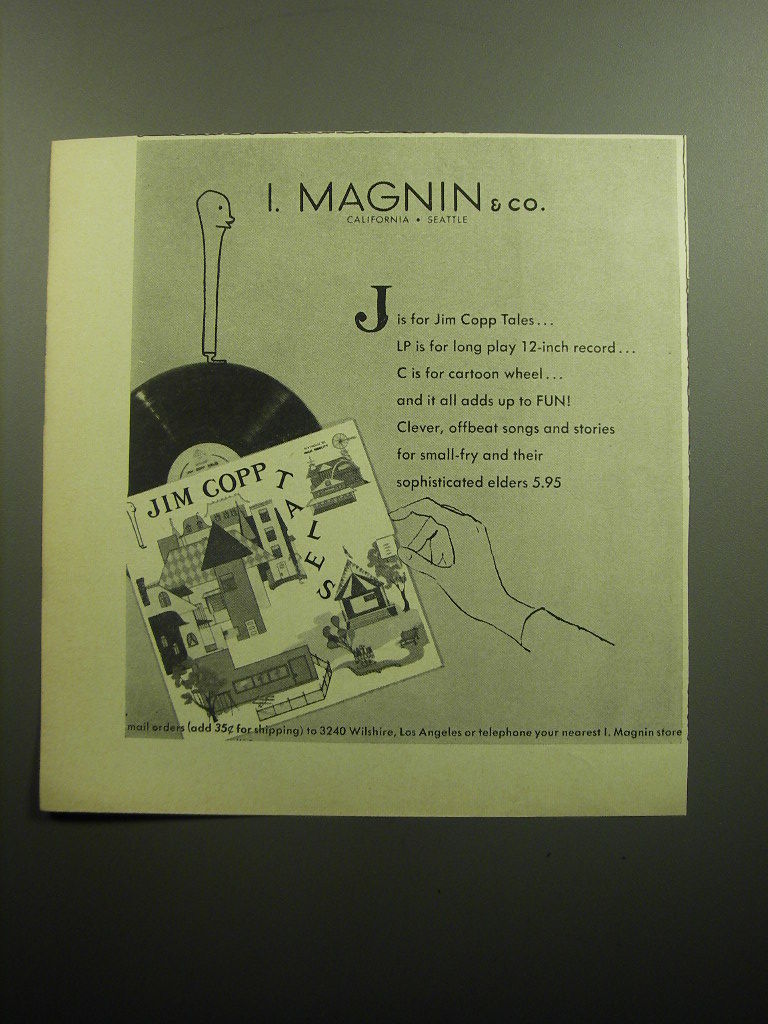 I. MAGNIN & CO.
CALIFORNIA • SEATTLE
J is for Jim Copp Tales...
LP is for long play 12-inch record...
C is for cartoon wheel...
and it all adds up to FUN!
Clever, offbeat songs and stories
for small-fry and their
sophisticated elders 5.95
JIM COPP
TALES
mail orders (add 35¢ for shipping) to 3240 Wilshire, Los Angeles or telephone your nearest I. Magnin store